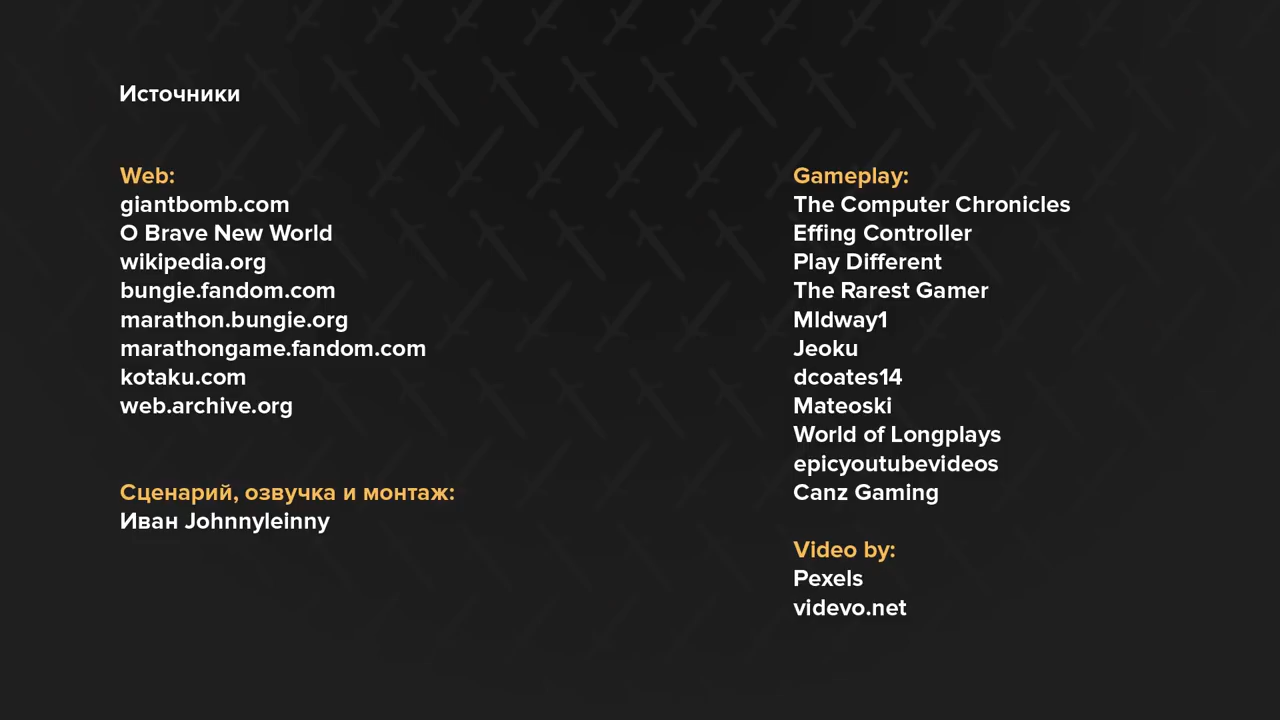 Источники
Web:
giantbomb.com
O Brave New World
wikipedia.org
bungie.fandom.com
marathon.bungie.org
marathongame.fandom.com
kotaku.com
web.archive.org
Сценарий, озвучка и монтаж:
Иван Johnnyleinny
Gameplay:
The Computer Chronicles
Effing Controller
Play Different
The Rarest Gamer
Mldway1
Jeoku
dcoates14
Mateoski
World of Longplays
epicyoutubevideos
Canz Gaming
Video by:
Pexels
videvo.net